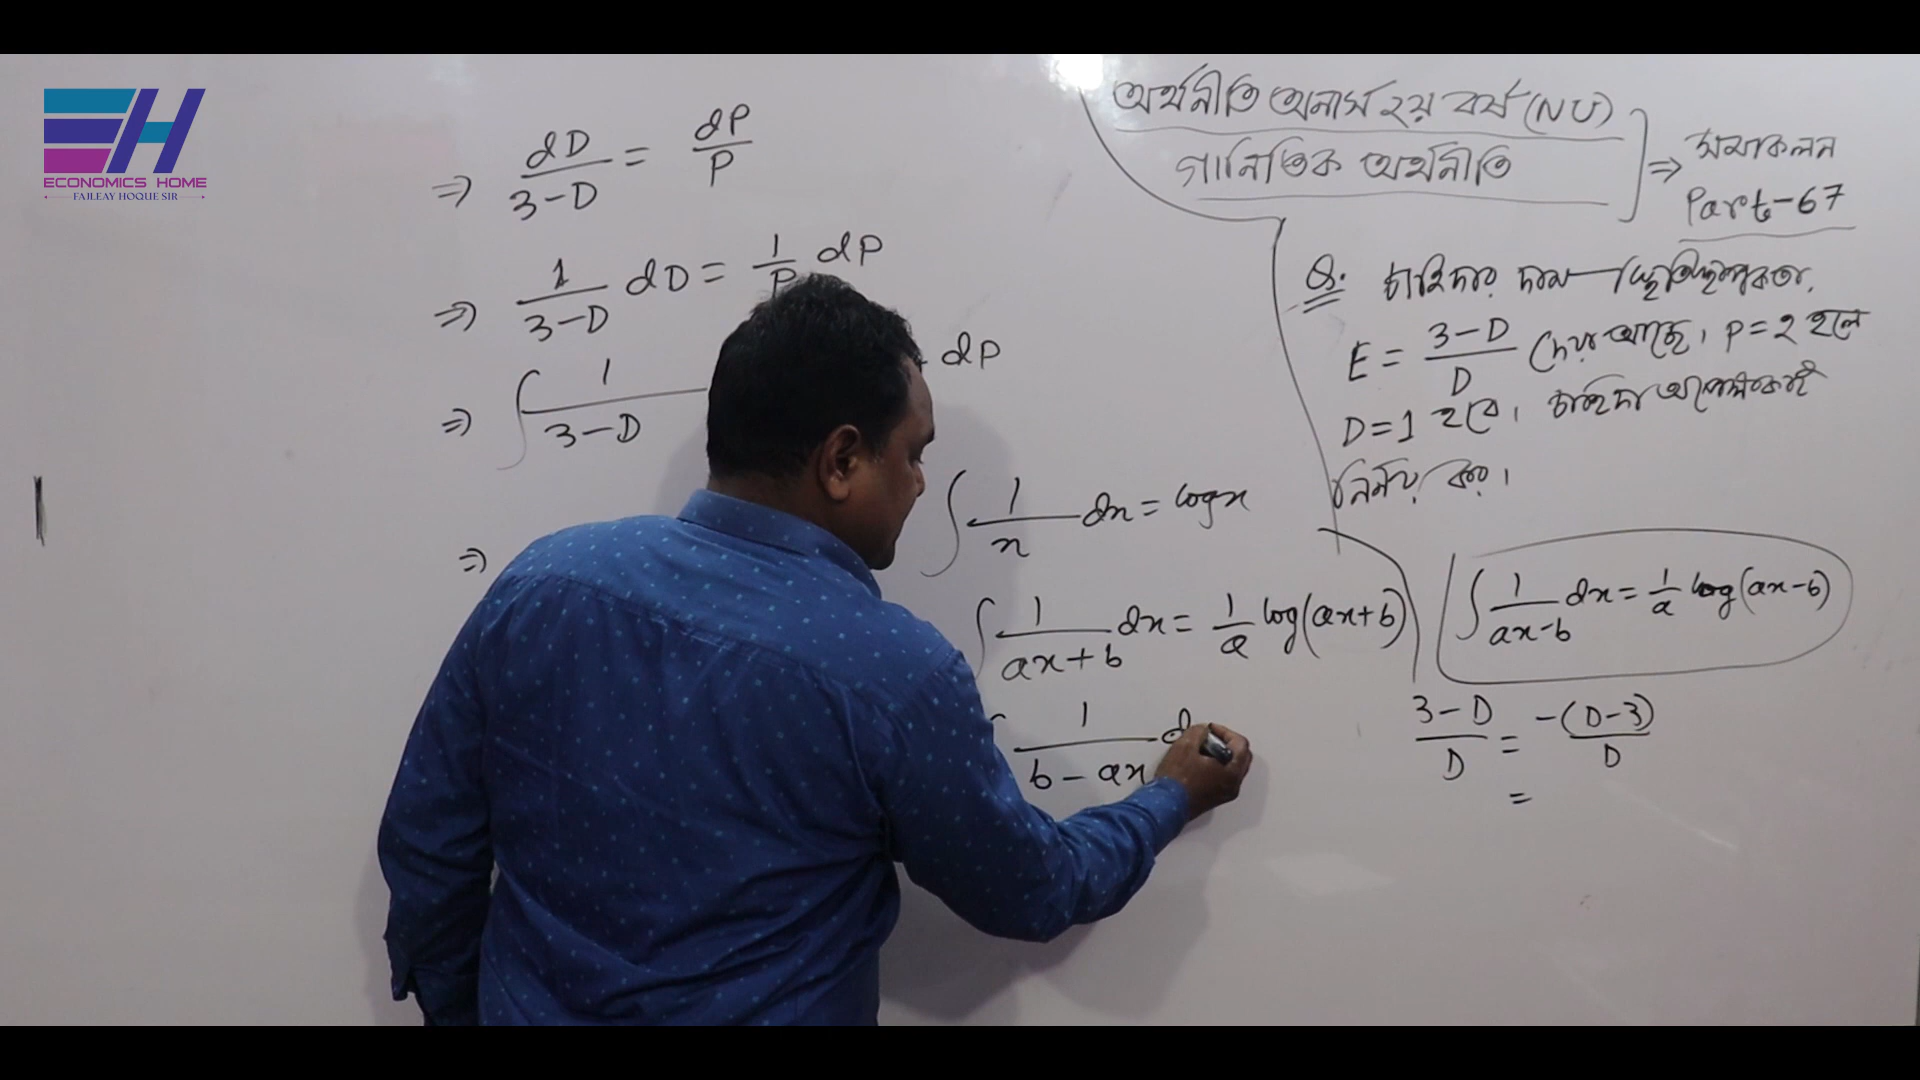 ECONOMICS HOME
FAJLEAY HOQUE SIR
⇒ dD/(3-D) = dP/P
⇒ 1/(3-D) dD = 1/P dP
⇒ ∫ 1/(3-D) dP
⇒
অর্থনীতি অনার্স ২য় বর্ষ (NU)
গানিতিক অর্থনীতি
⇒ সমাকলন
Part-67
Q. চাহিদার দাম স্থিতিস্থাপকতা,
E = (3-D)/D দেয়া আছে। P = 2 হলে
D = 1 হবে। চাহিদা অপেক্ষকটি
নির্ণয় কর।
∫ 1/x dx = log x
∫ 1/(ax+b) dx = 1/a log(ax+b)
∫ 1/(ax-b) dx = 1/a log(ax-b)
1/(b-ax) d
(3-D)/D = -(D-3)/D
=